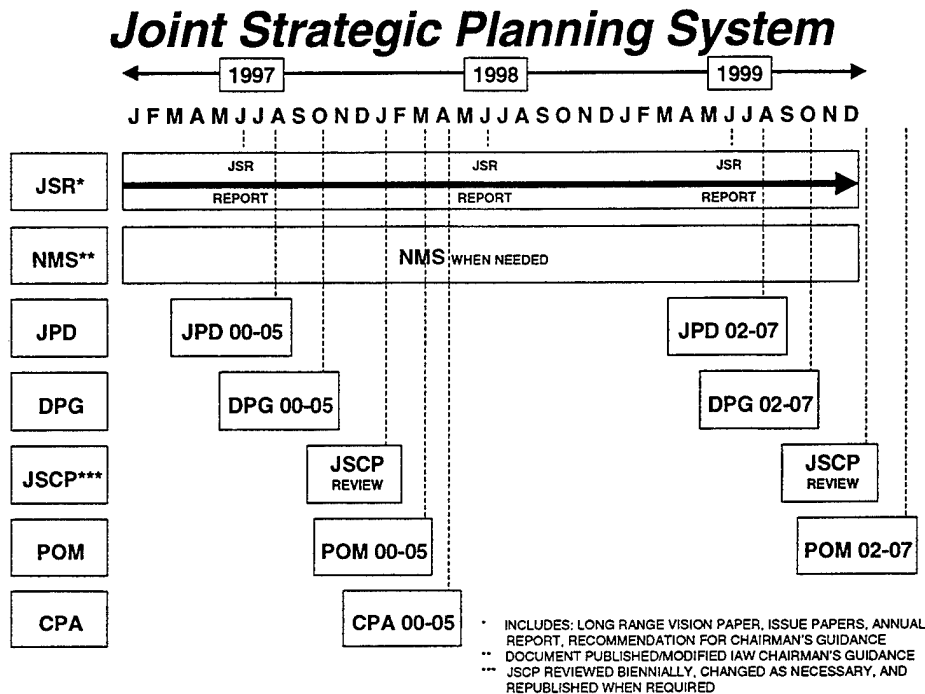 Joint Strategic Planning System
1997 1998 1999
J F M A M J J A S O N D J F M A M J J A S O N D J F M A M J J A S O N D
JSR*
JSR JSR JSR
REPORT REPORT REPORT
NMS**
NMS WHEN NEEDED
JPD
JPD 00-05 JPD 02-07
DPG
DPG 00-05 DPG 02-07
JSCP***
JSCP JSCP
REVIEW REVIEW
POM
POM 00-05 POM 02-07
CPA
CPA 00-05
* INCLUDES: LONG RANGE VISION PAPER, ISSUE PAPERS, ANNUAL
REPORT, RECOMMENDATION FOR CHAIRMAN'S GUIDANCE
** DOCUMENT PUBLISHED/MODIFIED IAW CHAIRMAN'S GUIDANCE
*** JSCP REVIEWED BIENNIALLY, CHANGED AS NECESSARY, AND
REPUBLISHED WHEN REQUIRED